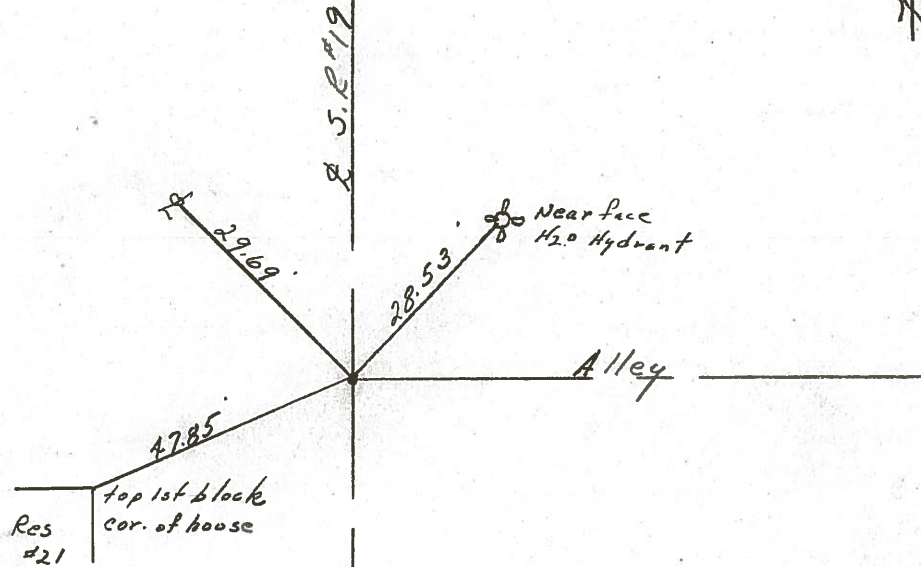 ℄ S.R #19
29.69'
28.53'
Near face
H2O Hydrant
Alley
47.85'
top 1st block
cor. of house
Res
#21